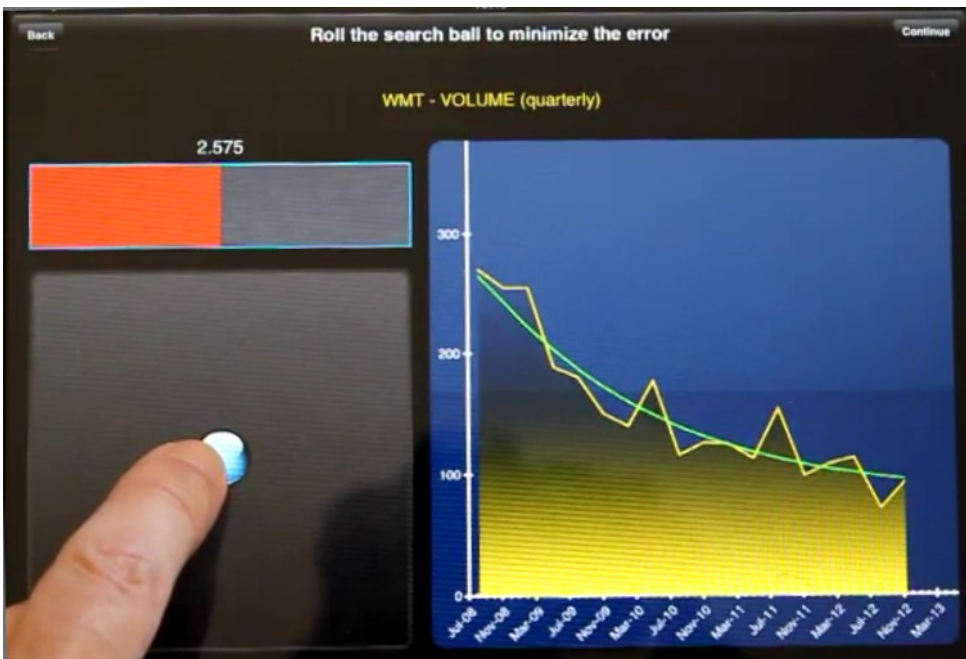 Back
Roll the search ball to minimize the error
Continue
WMT - VOLUME (quarterly)
2.575
300
200
100
0
Jul-08
Nov-08
Mar-09
Jul-09
Nov-09
Mar-10
Jul-10
Nov-10
Mar-11
Jul-11
Nov-11
Mar-12
Jul-12
Nov-12
Mar-13